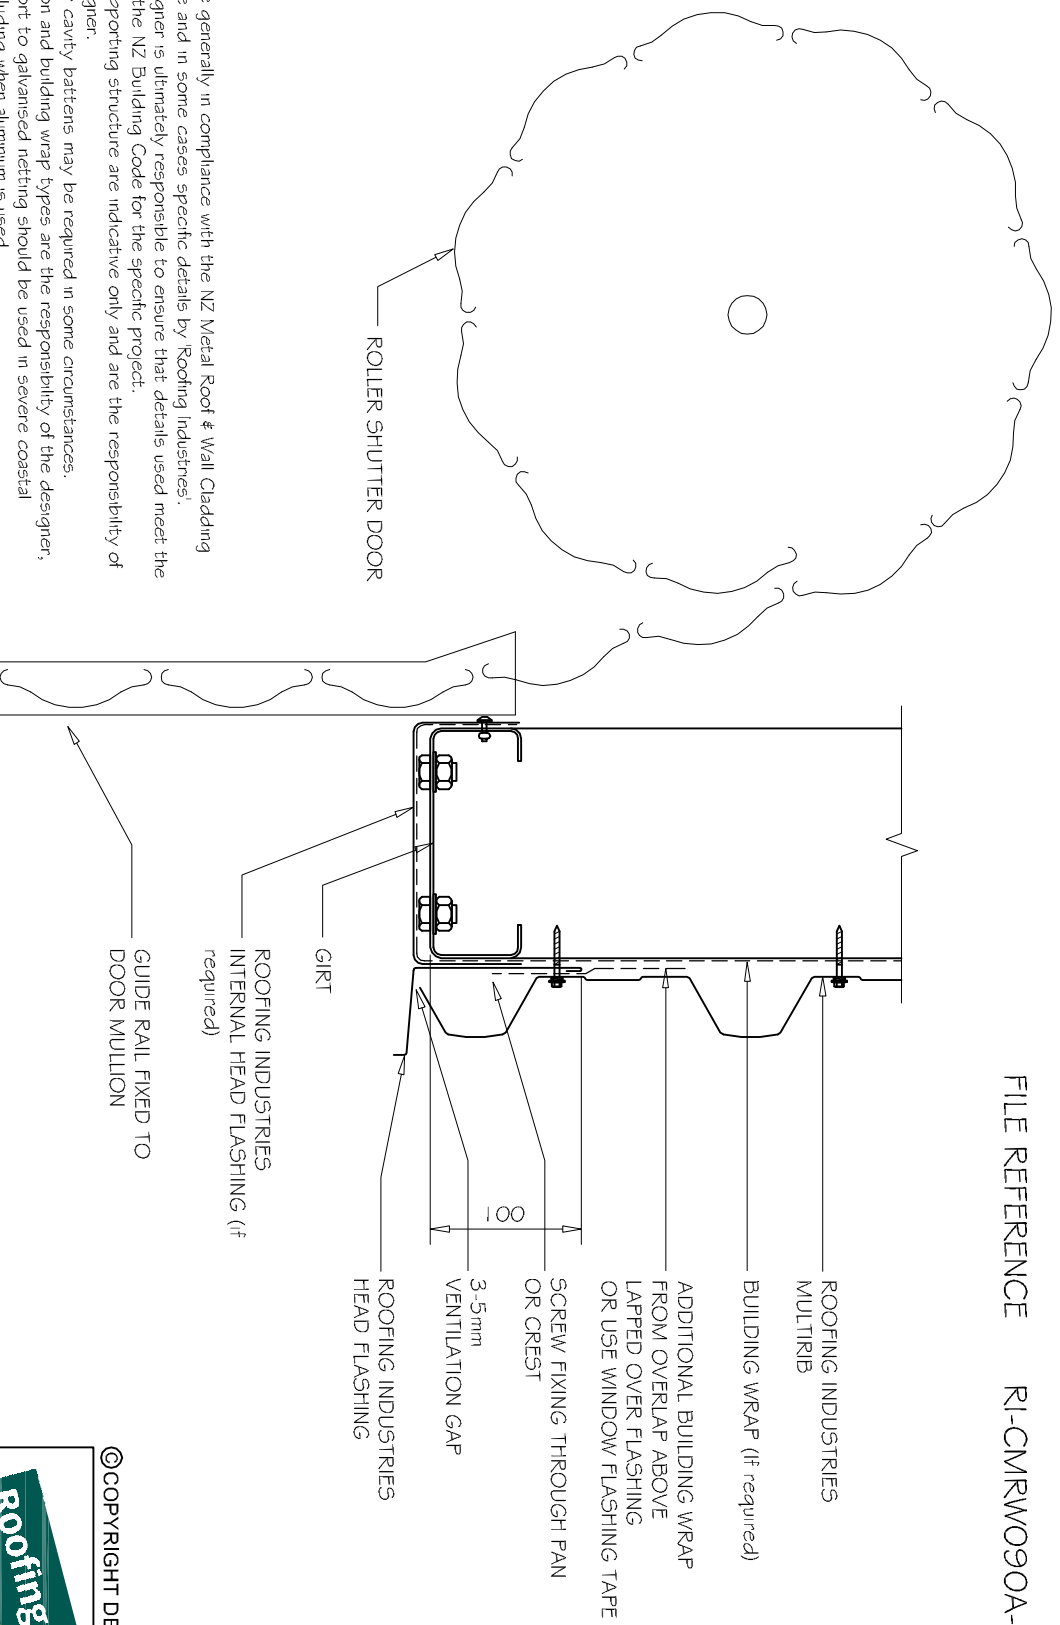 FILE REFERENCE RI-CMRW090A-
ROOFING INDUSTRIES
MULTIRIB
BUILDING WRAP (If required)
ADDITIONAL BUILDING WRAP
FROM OVERLAP ABOVE
LAPPED OVER FLASHING
OR USE WINDOW FLASHING TAPE
SCREW FIXING THROUGH PAN
OR CREST
100
3-5mm
VENTILATION GAP
ROOFING INDUSTRIES
HEAD FLASHING
ROLLER SHUTTER DOOR
GIRT
ROOFING INDUSTRIES
INTERNAL HEAD FLASHING (if
required)
GUIDE RAIL FIXED TO
DOOR MULLION
generally in compliance with the NZ Metal Roof & Wall Cladding
and in some cases specific details by 'Roofing Industries'.
gner is ultimately responsible to ensure that details used meet the
the NZ Building Code for the specific project.
pporting structure are indicative only and are the responsibility of
gner.
cavity battens may be required in some circumstances.
on and building wrap types are the responsibility of the designer,
ort to galvanised netting should be used in severe coastal
luding when aluminium is used
©COPYRIGHT DE
Roofing